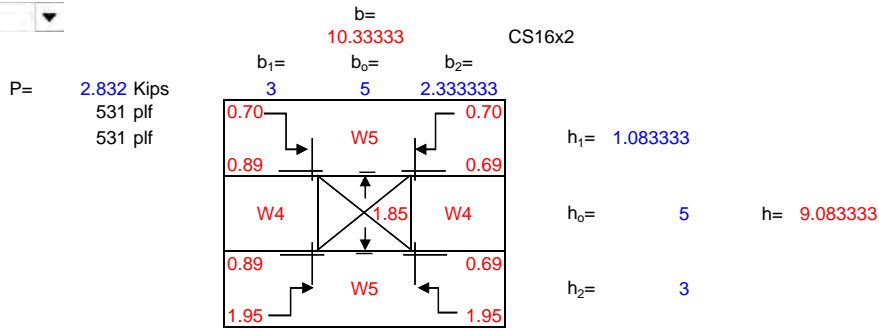 b=
10.33333 CS16x2
b₁= b₀= b₂=
P= 2.832 Kips 3 5 2.333333
531 plf 0.70 0.70
531 plf W5 h₁= 1.083333
0.89 0.69
W4 1.85 W4 hₒ= 5 h= 9.083333
0.89 0.69
W5 h₂= 3
1.95 1.95